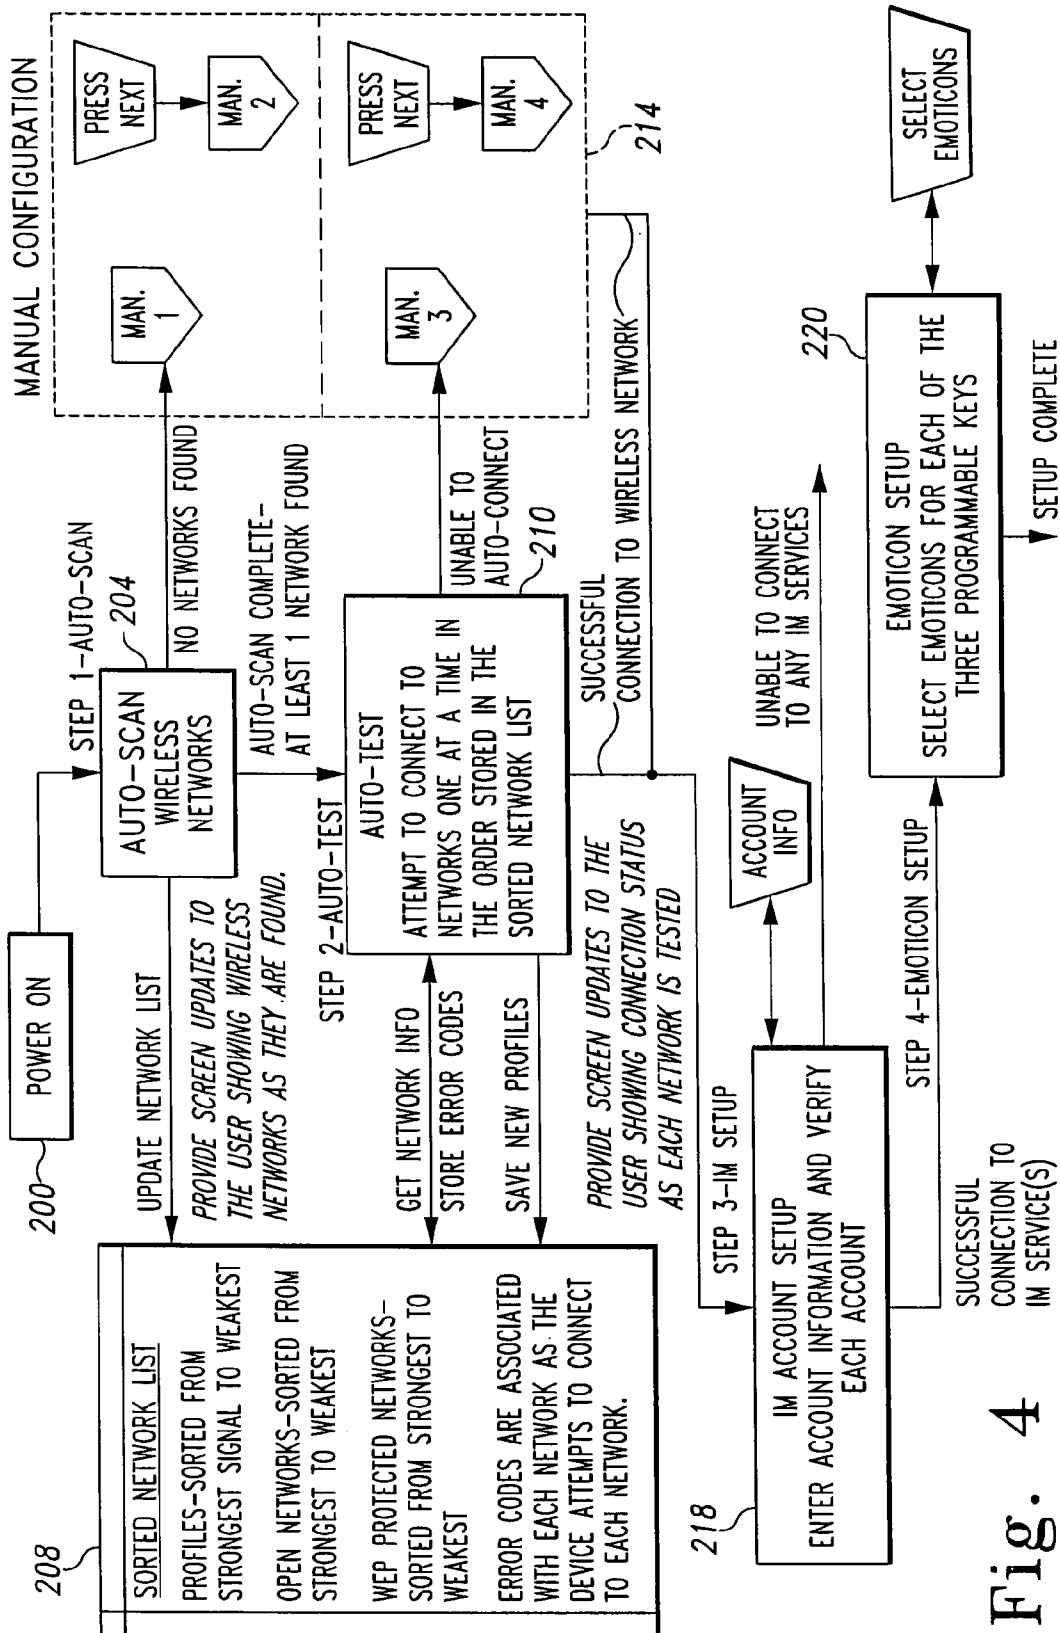 200
POWER ON
STEP 1-AUTO-SCAN
204
AUTO-SCAN
WIRELESS
NETWORKS
MANUAL CONFIGURATION
NO NETWORKS FOUND
MAN.
1
PRESS
NEXT
MAN.
2
UPDATE NETWORK LIST
PROVIDE SCREEN UPDATES TO
THE USER SHOWING WIRELESS
NETWORKS AS THEY ARE FOUND.
AUTO-SCAN COMPLETE-
AT LEAST 1 NETWORK FOUND
208
SORTED NETWORK LIST
PROFILES-SORTED FROM
STRONGEST SIGNAL TO WEAKEST
OPEN NETWORKS-SORTED FROM
STRONGEST TO WEAKEST
WEP PROTECTED NETWORKS-
SORTED FROM STRONGEST TO
WEAKEST
ERROR CODES ARE ASSOCIATED
WITH EACH NETWORK AS THE
DEVICE ATTEMPTS TO CONNECT
TO EACH NETWORK.
STEP 2-AUTO-TEST
GET NETWORK INFO
STORE ERROR CODES
SAVE NEW PROFILES
AUTO-TEST
ATTEMPT TO CONNECT TO
NETWORKS ONE AT A TIME IN
THE ORDER STORED IN THE
SORTED NETWORK LIST
210
UNABLE TO
AUTO-CONNECT
MAN.
3
PRESS
NEXT
MAN.
4
214
PROVIDE SCREEN UPDATES TO THE
USER SHOWING CONNECTION STATUS
AS EACH NETWORK IS TESTED
SUCCESSFUL
CONNECTION TO WIRELESS NETWORK
STEP 3-IM SETUP
218
IM ACCOUNT SETUP
ENTER ACCOUNT INFORMATION AND VERIFY
EACH ACCOUNT
ACCOUNT
INFO
UNABLE TO CONNECT
TO ANY IM SERVICES
SUCCESSFUL
CONNECTION TO
IM SERVICE(S)
STEP 4-EMOTICON SETUP
220
EMOTICON SETUP
SELECT EMOTICONS FOR EACH OF THE
THREE PROGRAMMABLE KEYS
SELECT
EMOTICONS
SETUP COMPLETE
Fig. 4